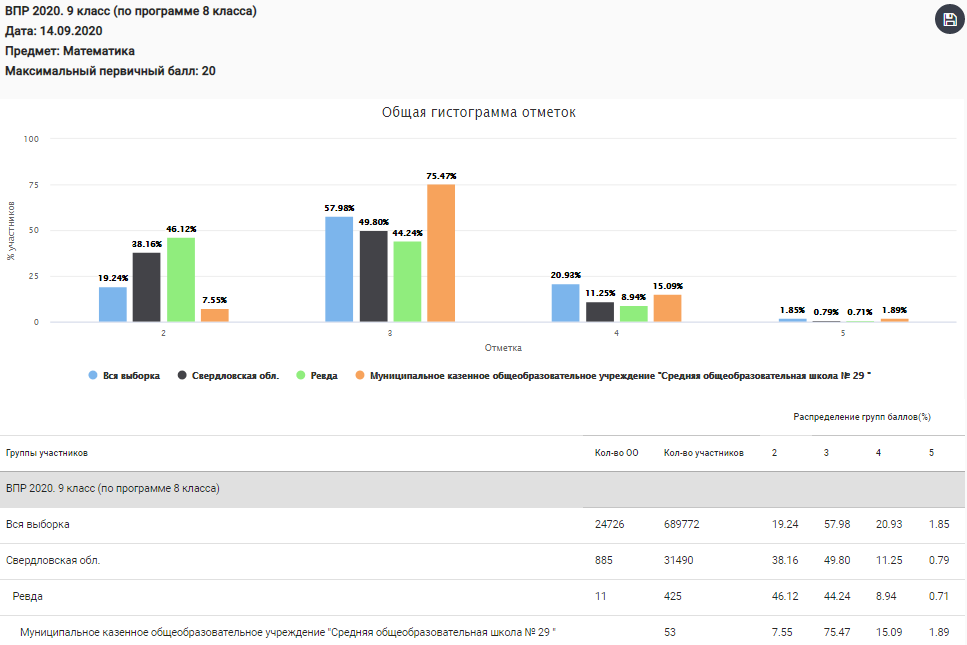 ВПР 2020. 9 класс (по программе 8 класса)
Дата: 14.09.2020
Предмет: Математика
Максимальный первичный балл: 20
Общая гистограмма отметок
% участников
100
75
50
25
0
19.24% 38.16% 46.12% 7.55%
57.98% 49.80% 44.24% 75.47%
20.93% 11.25% 8.94% 15.09%
1.85% 0.79% 0.71% 1.89%
2 3 4 5
Отметка
Вся выборка Свердловская обл. Ревда Муниципальное казенное общеобразовательное учреждение "Средняя общеобразовательная школа № 29 "
Распределение групп баллов(%)
Группы участников Кол-во ОО Кол-во участников 2 3 4 5
ВПР 2020. 9 класс (по программе 8 класса)
Вся выборка 24726 689772 19.24 57.98 20.93 1.85
Свердловская обл. 885 31490 38.16 49.80 11.25 0.79
Ревда 11 425 46.12 44.24 8.94 0.71
Муниципальное казенное общеобразовательное учреждение "Средняя общеобразовательная школа № 29 " 53 7.55 75.47 15.09 1.89